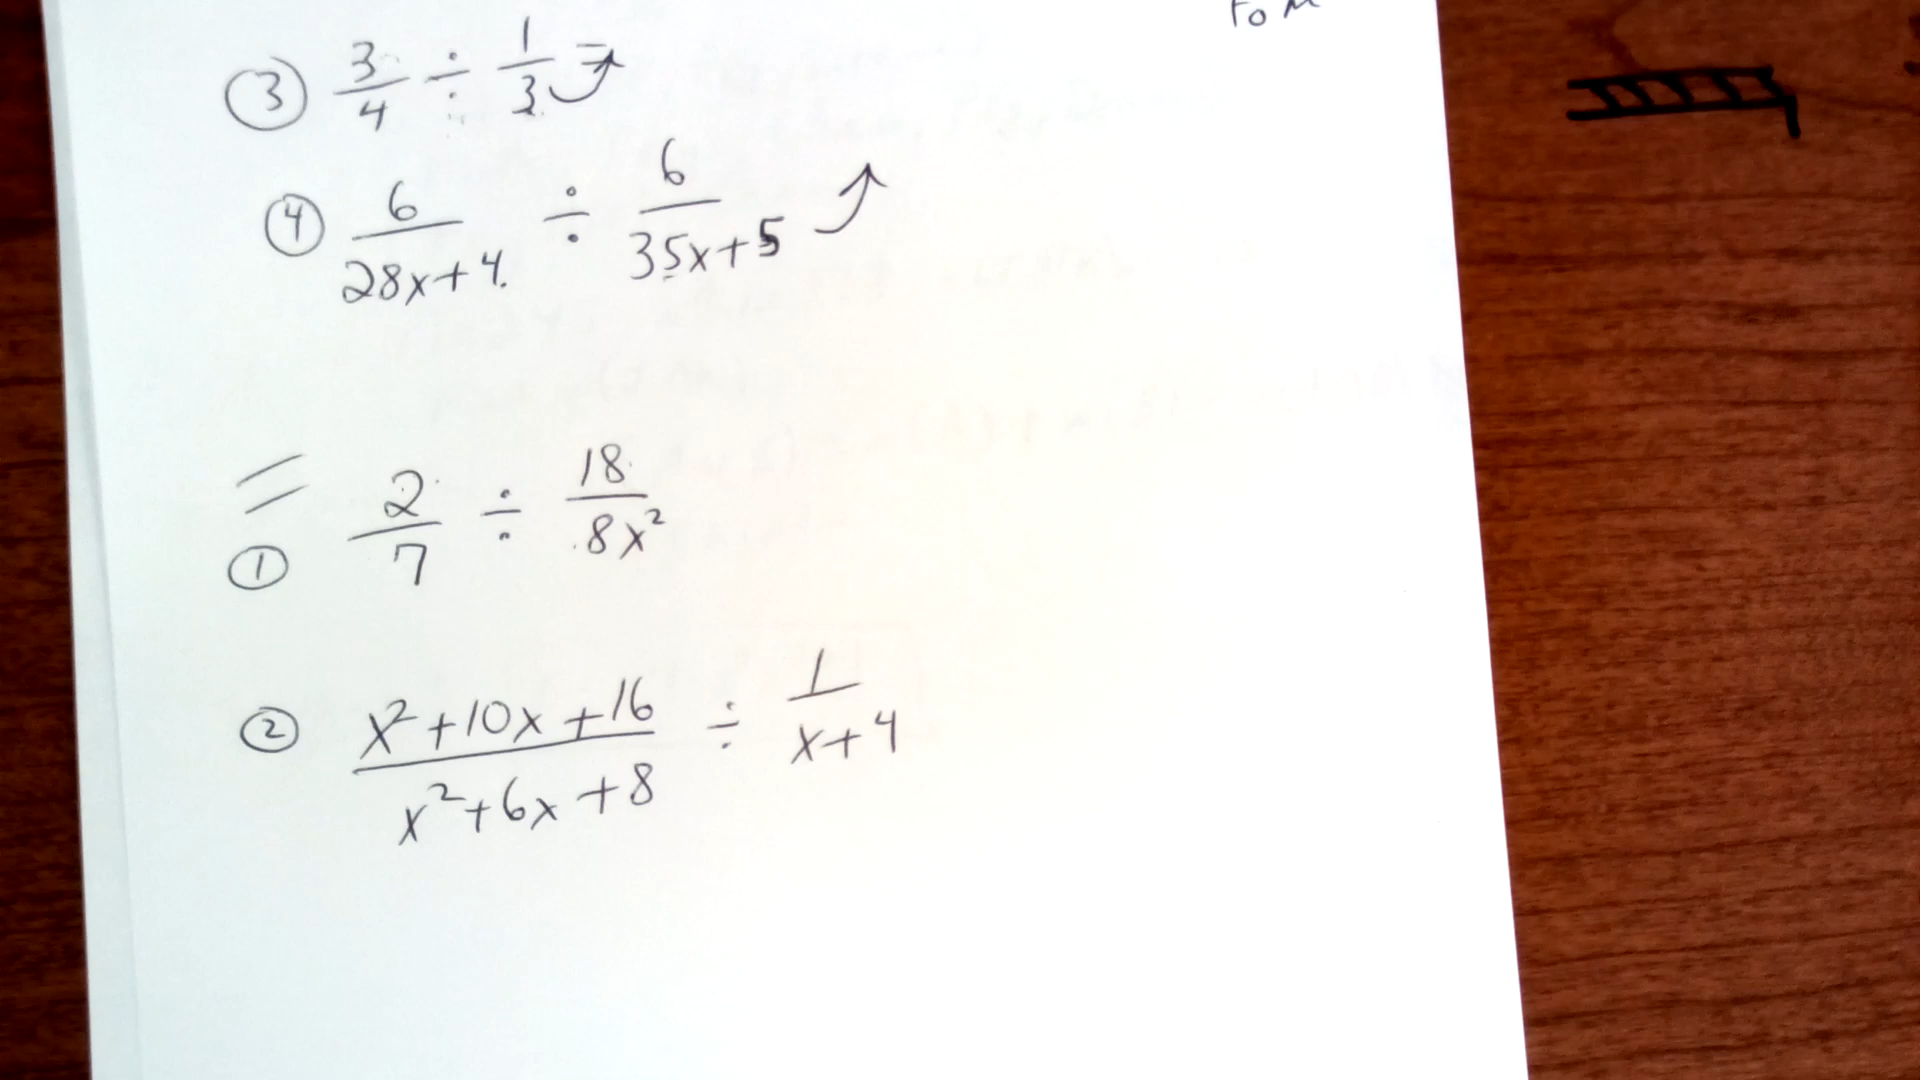 To M
③ 3/4 ÷ 1/3 =
④ 6/(28x+4) ÷ 6/(35x+5)
=
① 2/7 ÷ 18/(8x²)
② (x²+10x+16)/(x²+6x+8) ÷ 1/(x+4)